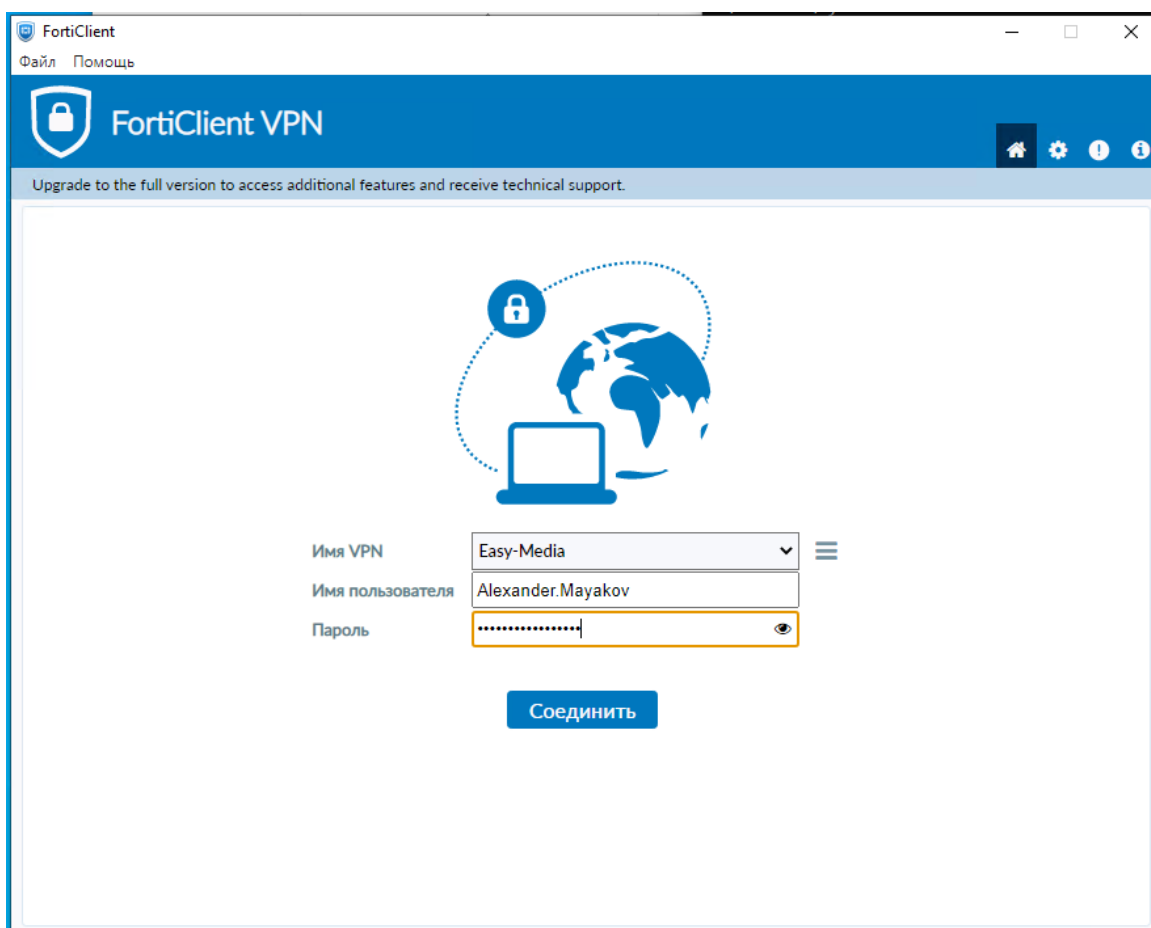 FortiClient
Файл Помощь
FortiClient VPN
Upgrade to the full version to access additional features and receive technical support.
Имя VPN Easy-Media
Имя пользователя Alexander.Mayakov
Пароль •••••••••••••••••
Соединить